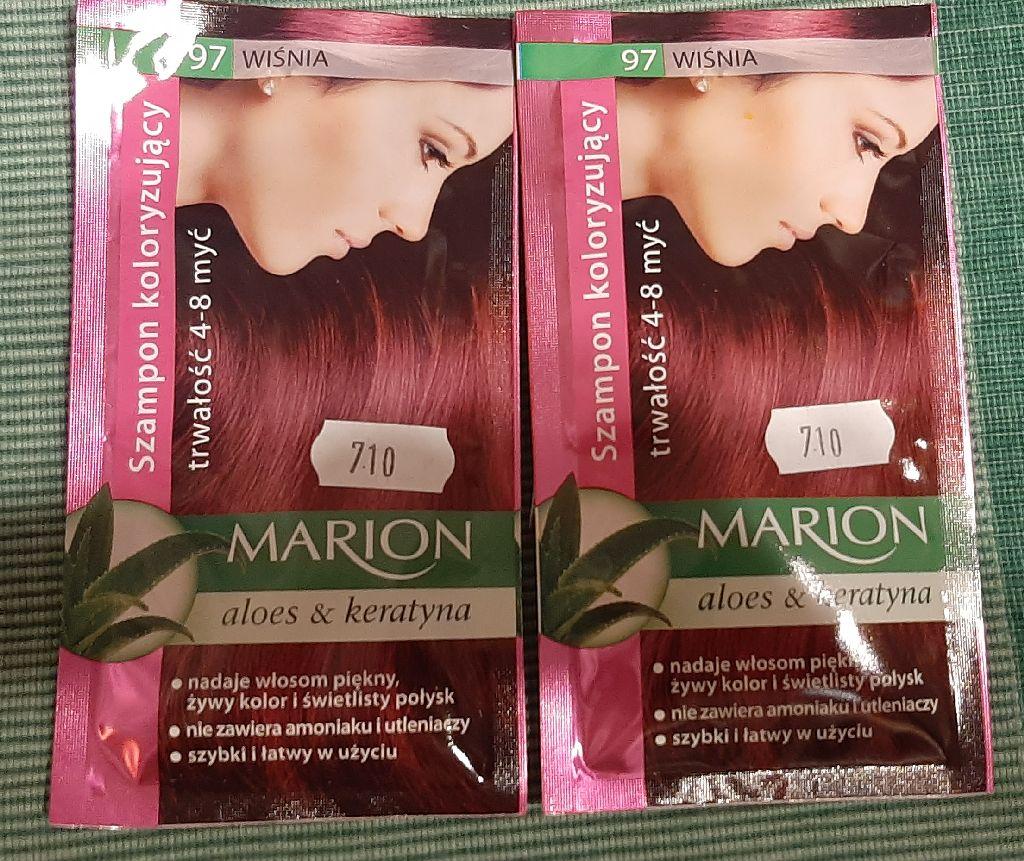 97 WIŚNIA
Szampon koloryzujący
trwałość 4-8 myć
7.10
MARION
aloes & keratyna
• nadaje włosom piękny,
żywy kolor i świetlisty połysk
• nie zawiera amoniaku i utleniaczy
• szybki i łatwy w użyciu
97 WIŚNIA
Szampon koloryzujący
trwałość 4-8 myć
7.10
MARION
aloes & keratyna
• nadaje włosom piękny,
żywy kolor i świetlisty połysk
• nie zawiera amoniaku i utleniaczy
• szybki i łatwy w użyciu